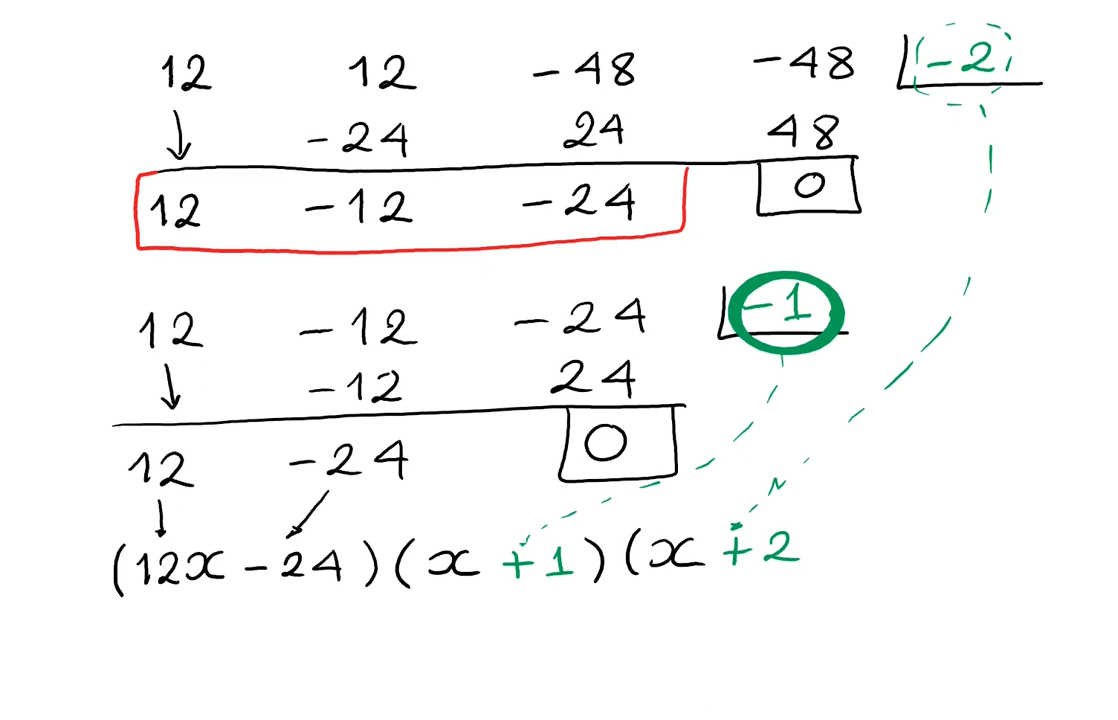 12 12 -48 -48 -2
↓ -24 24 48
12 -12 -24 0
12 -12 -24 -1
↓ -12 24
12 -24 0
(12x - 24)(x + 1)(x + 2